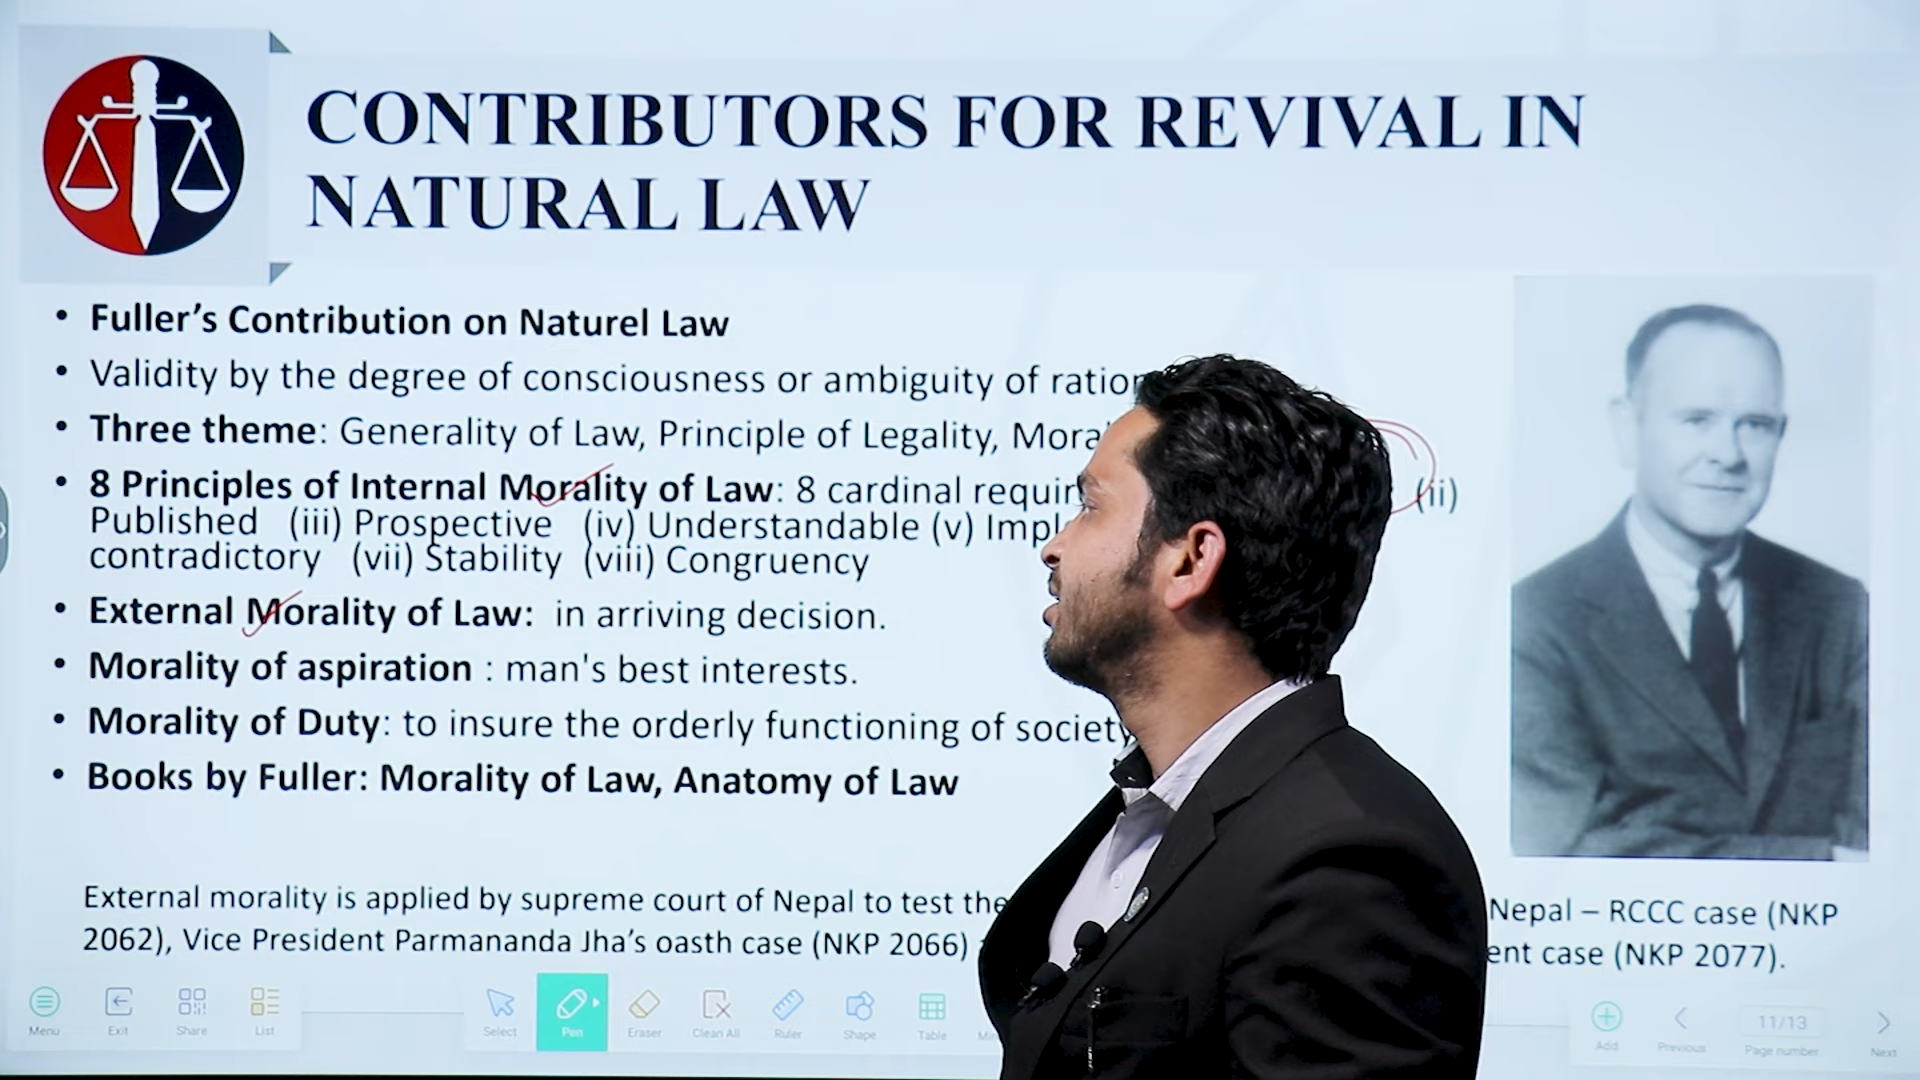 CONTRIBUTORS FOR REVIVAL IN
NATURAL LAW
• Fuller's Contribution on Naturel Law
• Validity by the degree of consciousness or ambiguity of
• Three theme: Generality of Law, Principle of Legality,
• 8 Principles of Internal Morality of Law: 8 cardinal (ii)
Published (iii) Prospective (iv) Understandable (v)
contradictory (vii) Stability (viii) Congruency
• External Morality of Law: in arriving decision.
• Morality of aspiration : man's best interests.
• Morality of Duty: to insure the orderly functioning of society
• Books by Fuller: Morality of Law, Anatomy of Law
External morality is applied by supreme court of Nepal to test the Nepal – RCCC case (NKP
2062), Vice President Parmananda Jha's oasth case (NKP 2066) case (NKP 2077).
Menu Exit Share List Select Pen Eraser Clean All Ruler Shape Table Add Previous 11/13 Page number Next